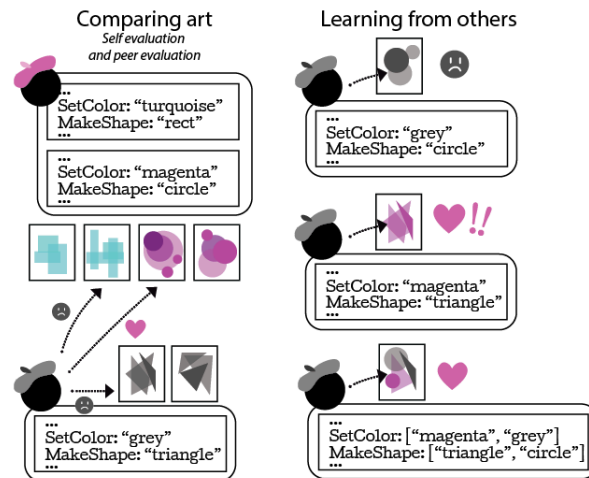 Comparing art
Self evaluation
and peer evaluation
...
SetColor: “turquoise”
MakeShape: “rect”
...
...
SetColor: “magenta”
MakeShape: “circle”
...
...
SetColor: “grey”
MakeShape: “triangle”
...
Learning from others
...
SetColor: “grey”
MakeShape: “circle”
...
!!
...
SetColor: “magenta”
MakeShape: “triangle”
...
...
SetColor: [“magenta”, “grey”]
MakeShape: [“triangle”, “circle”]
...